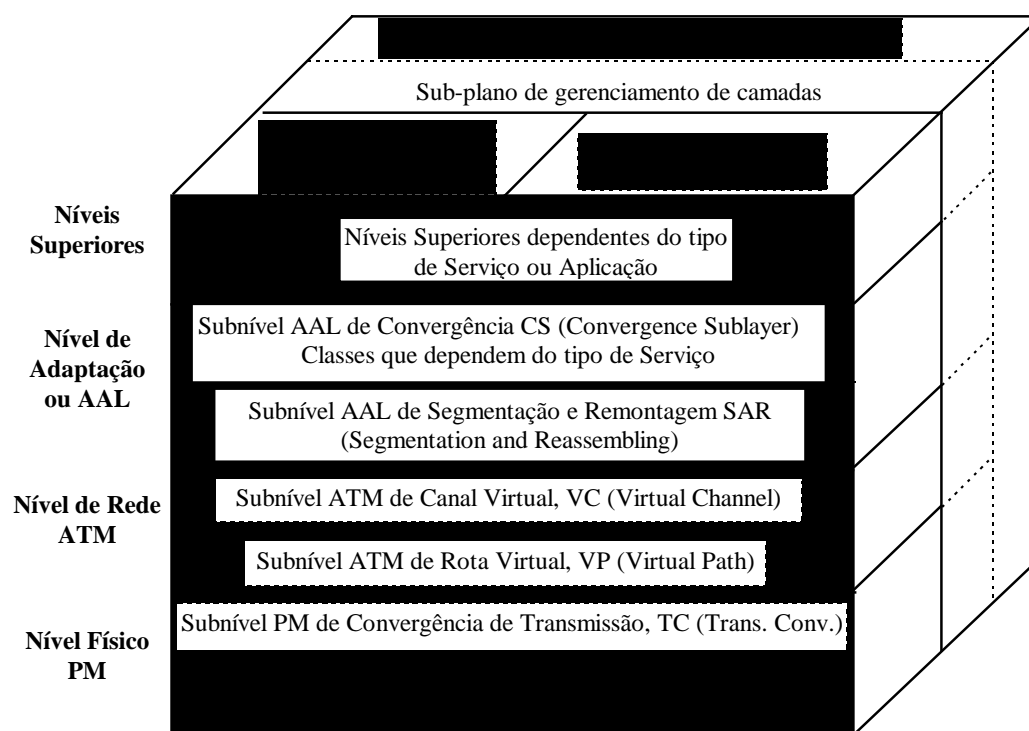 Sub-plano de gerenciamento de camadas
Níveis
Superiores
Níveis Superiores dependentes do tipo
de Serviço ou Aplicação
Nível de
Adaptação
ou AAL
Subnível AAL de Convergência CS (Convergence Sublayer)
Classes que dependem do tipo de Serviço
Subnível AAL de Segmentação e Remontagem SAR
(Segmentation and Reassembling)
Nível de Rede
ATM
Subnível ATM de Canal Virtual, VC (Virtual Channel)
Subnível ATM de Rota Virtual, VP (Virtual Path)
Nível Físico
PM
Subnível PM de Convergência de Transmissão, TC (Trans. Conv.)